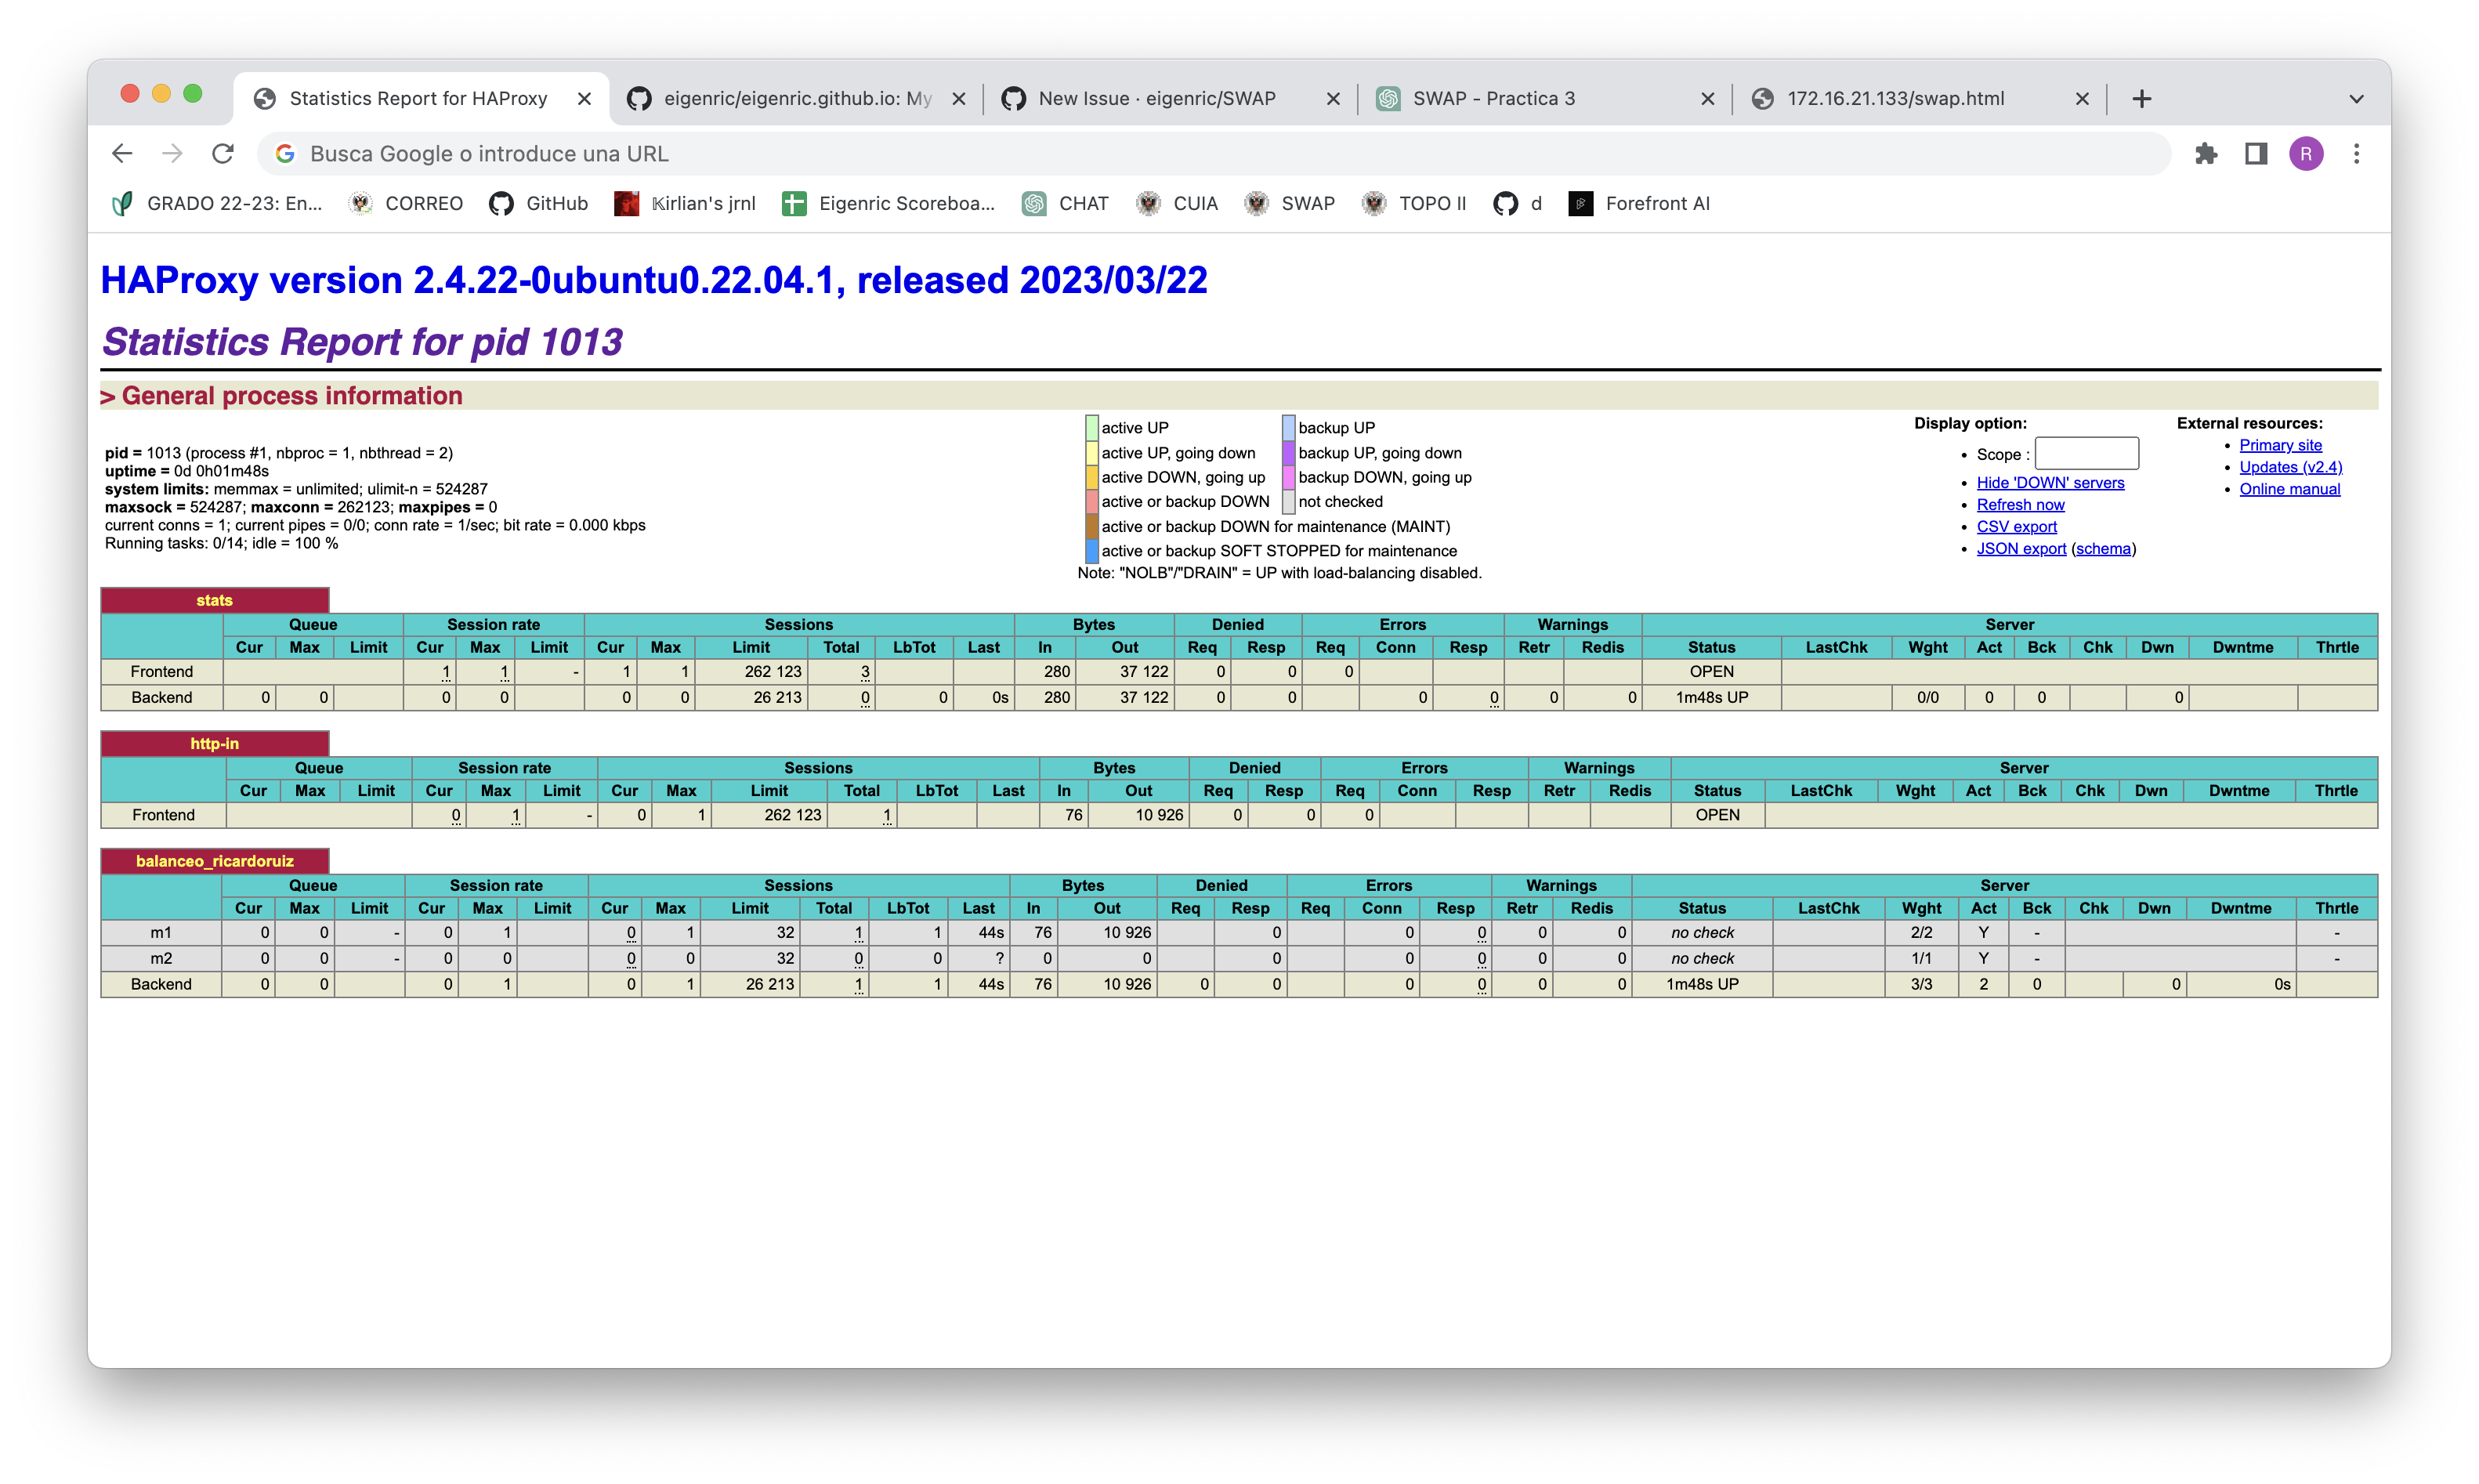 Statistics Report for HAProxy
eigenric/eigenric.github.io: My
New Issue · eigenric/SWAP
SWAP - Practica 3
172.16.21.133/swap.html
Busca Google o introduce una URL
R
GRADO 22-23: En... CORREO GitHub Kirlian's jrnl Eigenric Scoreboa... CHAT CUIA SWAP TOPO II d Forefront AI
HAProxy version 2.4.22-0ubuntu0.22.04.1, released 2023/03/22
Statistics Report for pid 1013
> General process information
pid = 1013 (process #1, nbproc = 1, nbthread = 2)
uptime = 0d 0h01m48s
system limits: memmax = unlimited; ulimit-n = 524287
maxsock = 524287; maxconn = 262123; maxpipes = 0
current conns = 1; current pipes = 0/0; conn rate = 1/sec; bit rate = 0.000 kbps
Running tasks: 0/14; idle = 100 %
active UP backup UP
active UP, going down backup UP, going down
active DOWN, going up backup DOWN, going up
active or backup DOWN not checked
active or backup DOWN for maintenance (MAINT)
active or backup SOFT STOPPED for maintenance
Note: "NOLB"/"DRAIN" = UP with load-balancing disabled.
Display option:
• Scope :
• Hide 'DOWN' servers
• Refresh now
• CSV export
• JSON export (schema)
External resources:
• Primary site
• Updates (v2.4)
• Online manual
stats
Queue Session rate Sessions Bytes Denied Errors Warnings Server
Cur Max Limit Cur Max Limit Cur Max Limit Total LbTot Last In Out Req Resp Req Conn Resp Retr Redis Status LastChk Wght Act Bck Chk Dwn Dwntme Thrtle
Frontend 1 1 - 1 1 262 123 3 280 37 122 0 0 0 OPEN
Backend 0 0 0 0 0 0 26 213 0 0 0s 280 37 122 0 0 0 0 0 0 1m48s UP 0/0 0 0 0
http-in
Queue Session rate Sessions Bytes Denied Errors Warnings Server
Cur Max Limit Cur Max Limit Cur Max Limit Total LbTot Last In Out Req Resp Req Conn Resp Retr Redis Status LastChk Wght Act Bck Chk Dwn Dwntme Thrtle
Frontend 0 1 - 0 1 262 123 1 76 10 926 0 0 0 OPEN
balanceo_ricardoruiz
Queue Session rate Sessions Bytes Denied Errors Warnings Server
Cur Max Limit Cur Max Limit Cur Max Limit Total LbTot Last In Out Req Resp Req Conn Resp Retr Redis Status LastChk Wght Act Bck Chk Dwn Dwntme Thrtle
m1 0 0 - 0 1 0 1 32 1 1 44s 76 10 926 0 0 0 0 0 no check 2/2 Y - -
m2 0 0 - 0 0 0 0 32 0 0 ? 0 0 0 0 0 0 0 no check 1/1 Y - -
Backend 0 0 0 1 0 1 26 213 1 1 44s 76 10 926 0 0 0 0 0 0 1m48s UP 3/3 2 0 0 0s